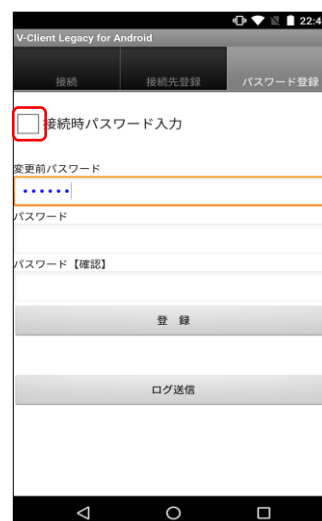 22:4
V-Client Legacy for Android
接続 接続先登録 パスワード登録
接続時パスワード入力
変更前パスワード
••••••
パスワード
パスワード【確認】
登 録
ログ送信